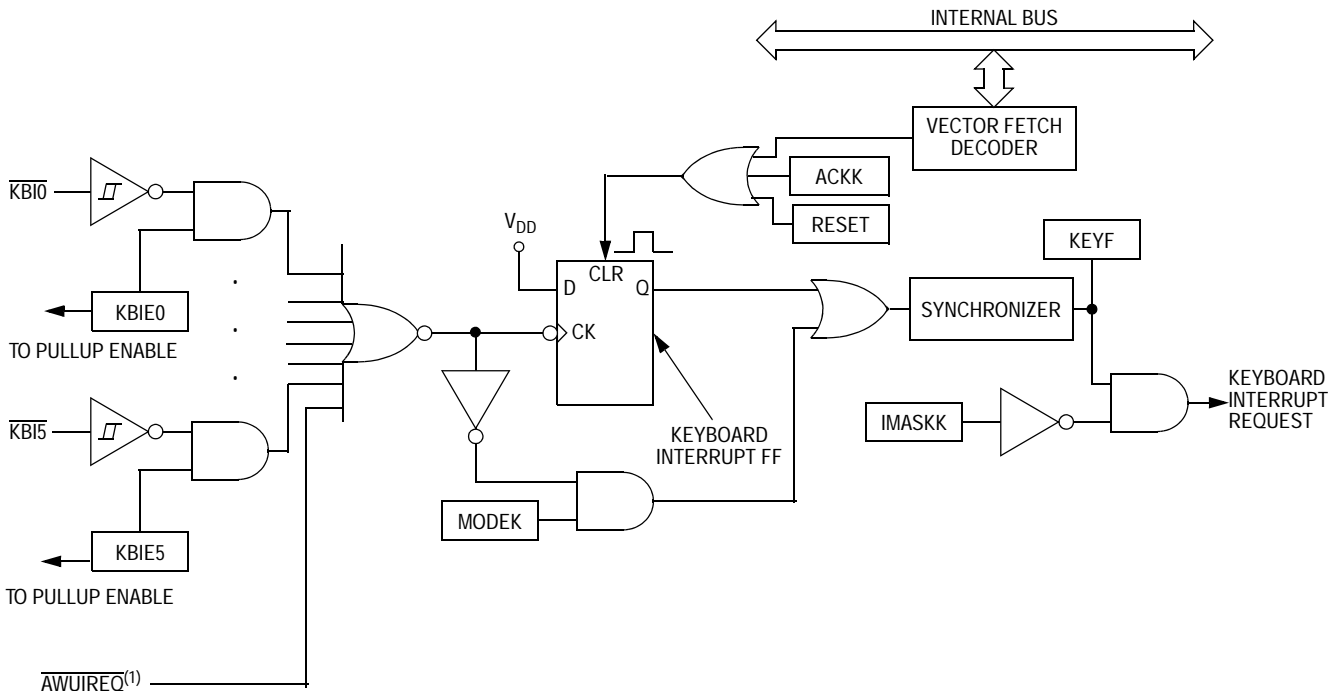 INTERNAL BUS
VECTOR FETCH
DECODER
ACKK
RESET
KBI0
KBIE0
TO PULLUP ENABLE
KBI5
KBIE5
TO PULLUP ENABLE
AWUIREQ(1)
VDD
CLR
D
Q
CK
KEYBOARD
INTERRUPT FF
MODEK
SYNCHRONIZER
KEYF
IMASKK
KEYBOARD
INTERRUPT
REQUEST